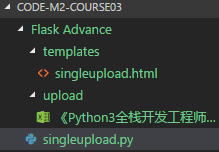 CODE-M2-COURSE03
Flask Advance
templates
<> singleupload.html
upload
《Python3全栈开发工程师...
singleupload.py